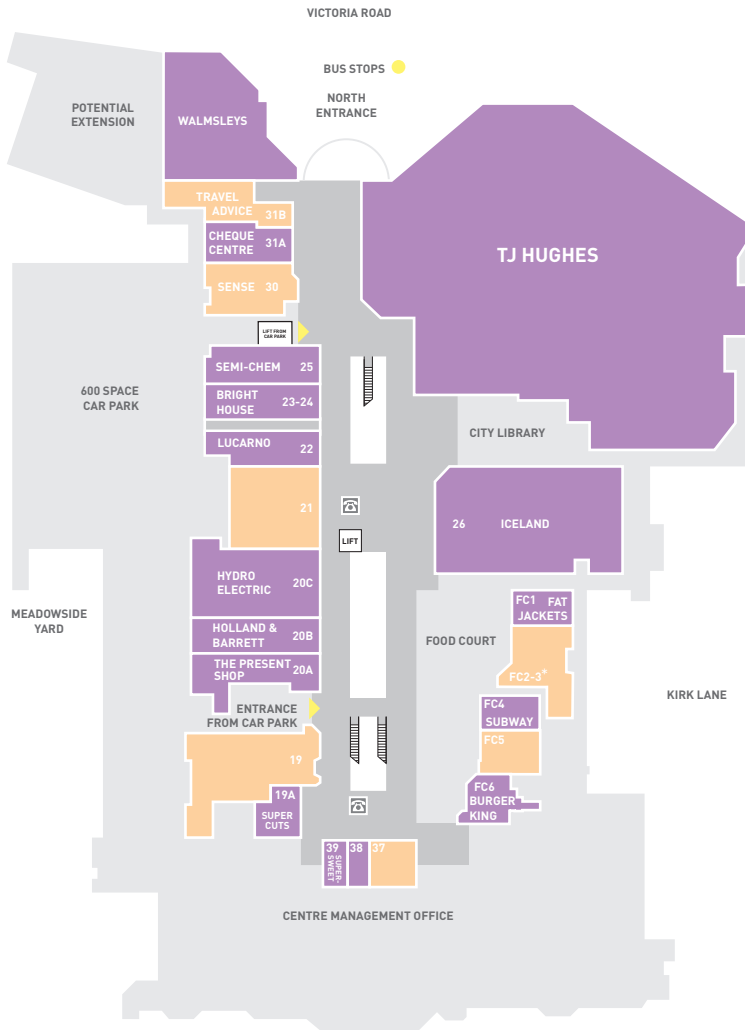 VICTORIA ROAD
BUS STOPS
NORTH
ENTRANCE
POTENTIAL
EXTENSION
WALMSLEYS
TRAVEL
ADVICE 31B
CHEQUE
CENTRE 31A
SENSE 30
TJ HUGHES
LIFT FROM
CAR PARK
SEMI-CHEM 25
BRIGHT
HOUSE 23-24
600 SPACE
CAR PARK
LUCARNO 22
CITY LIBRARY
21
26 ICELAND
LIFT
HYDRO
ELECTRIC 20C
MEADOWSIDE
YARD
HOLLAND &
BARRETT 20B
THE PRESENT
SHOP 20A
FC1 FAT
JACKETS
FOOD COURT
FC2-3*
KIRK LANE
ENTRANCE
FROM CAR PARK
FC4
SUBWAY
FC5
19
19A
SUPER
CUTS
FC6
BURGER
KING
39
SUPER-
SWEET
38
37
CENTRE MANAGEMENT OFFICE